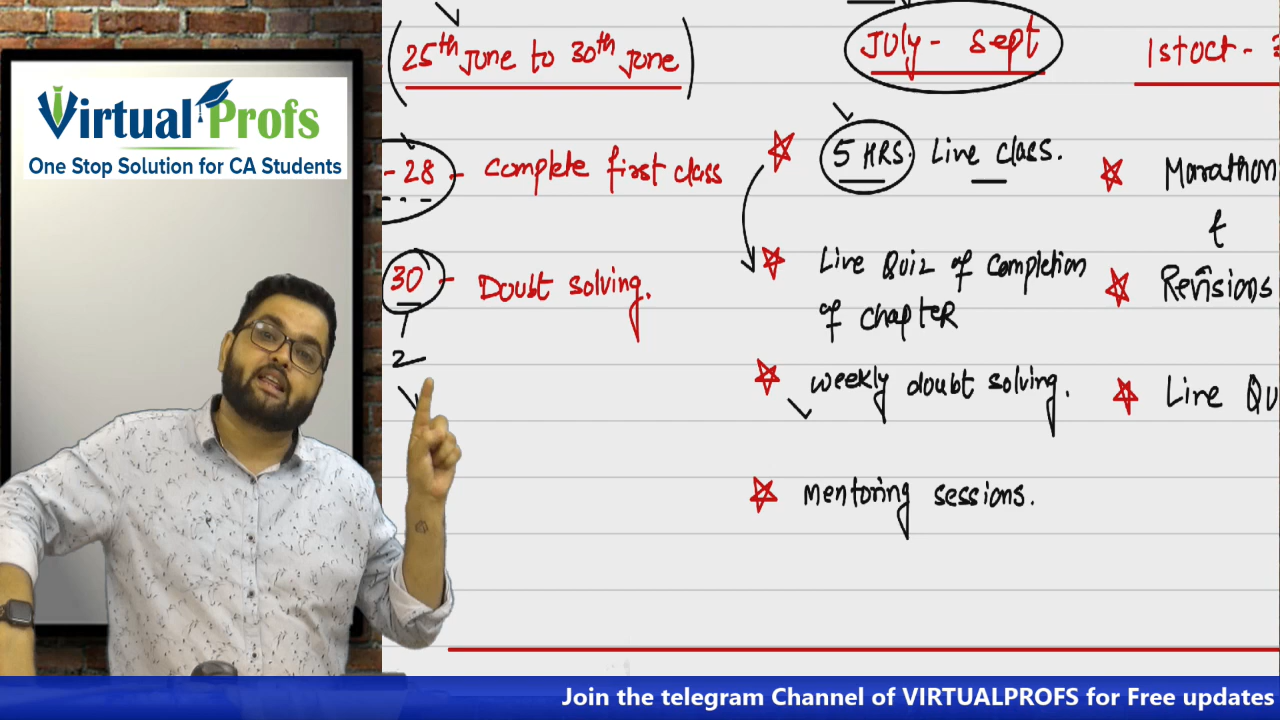 Virtual Profs
One Stop Solution for CA Students
(25th June to 30th June)
-28 - Complete first class
30 - Doubt solving.
2
July - Sept
5 HRS. Live class.
Live Quiz of Completion
of chapter
weekly doubt solving.
mentoring sessions.
1st oct -
Marathon
&
Revisions
Live Qu
Join the telegram Channel of VIRTUALPROFS for Free updates